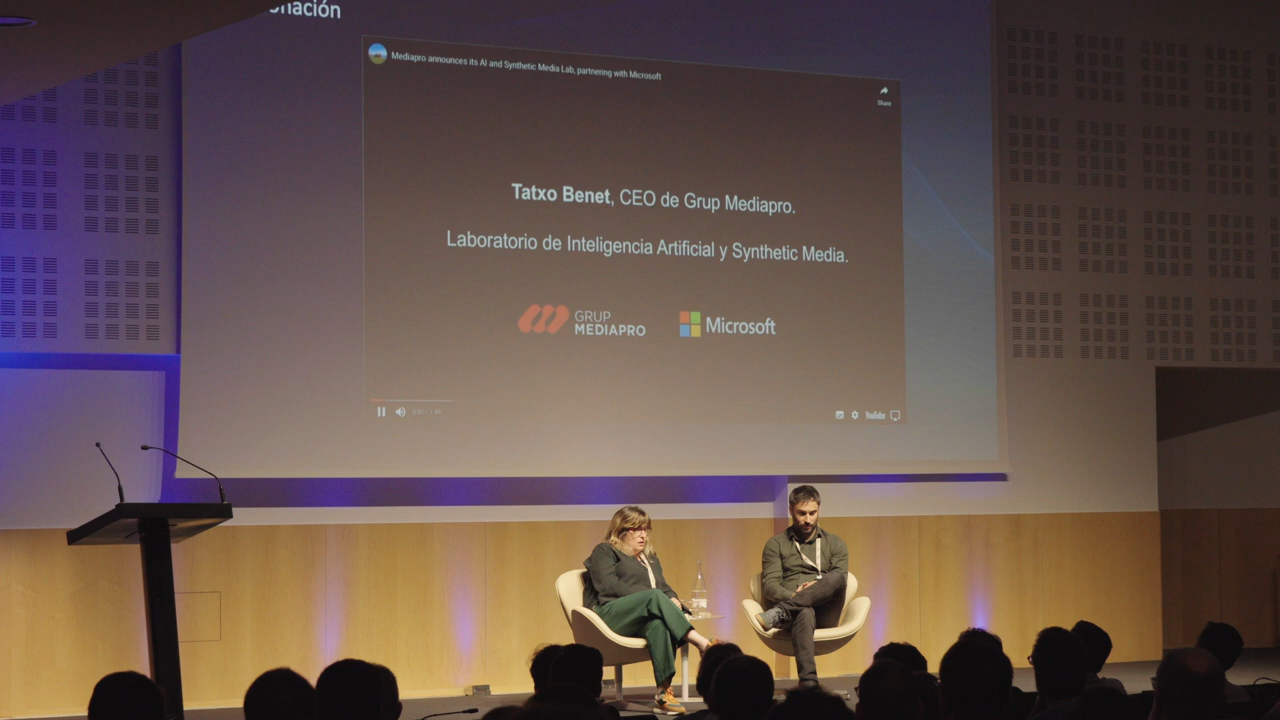 Mediapro announces its AI and Synthetic Media Lab, partnering with Microsoft
Share
Tatxo Benet, CEO de Grup Mediapro.
Laboratorio de Inteligencia Artificial y Synthetic Media.
GRUP
MEDIAPRO
Microsoft
YouTube